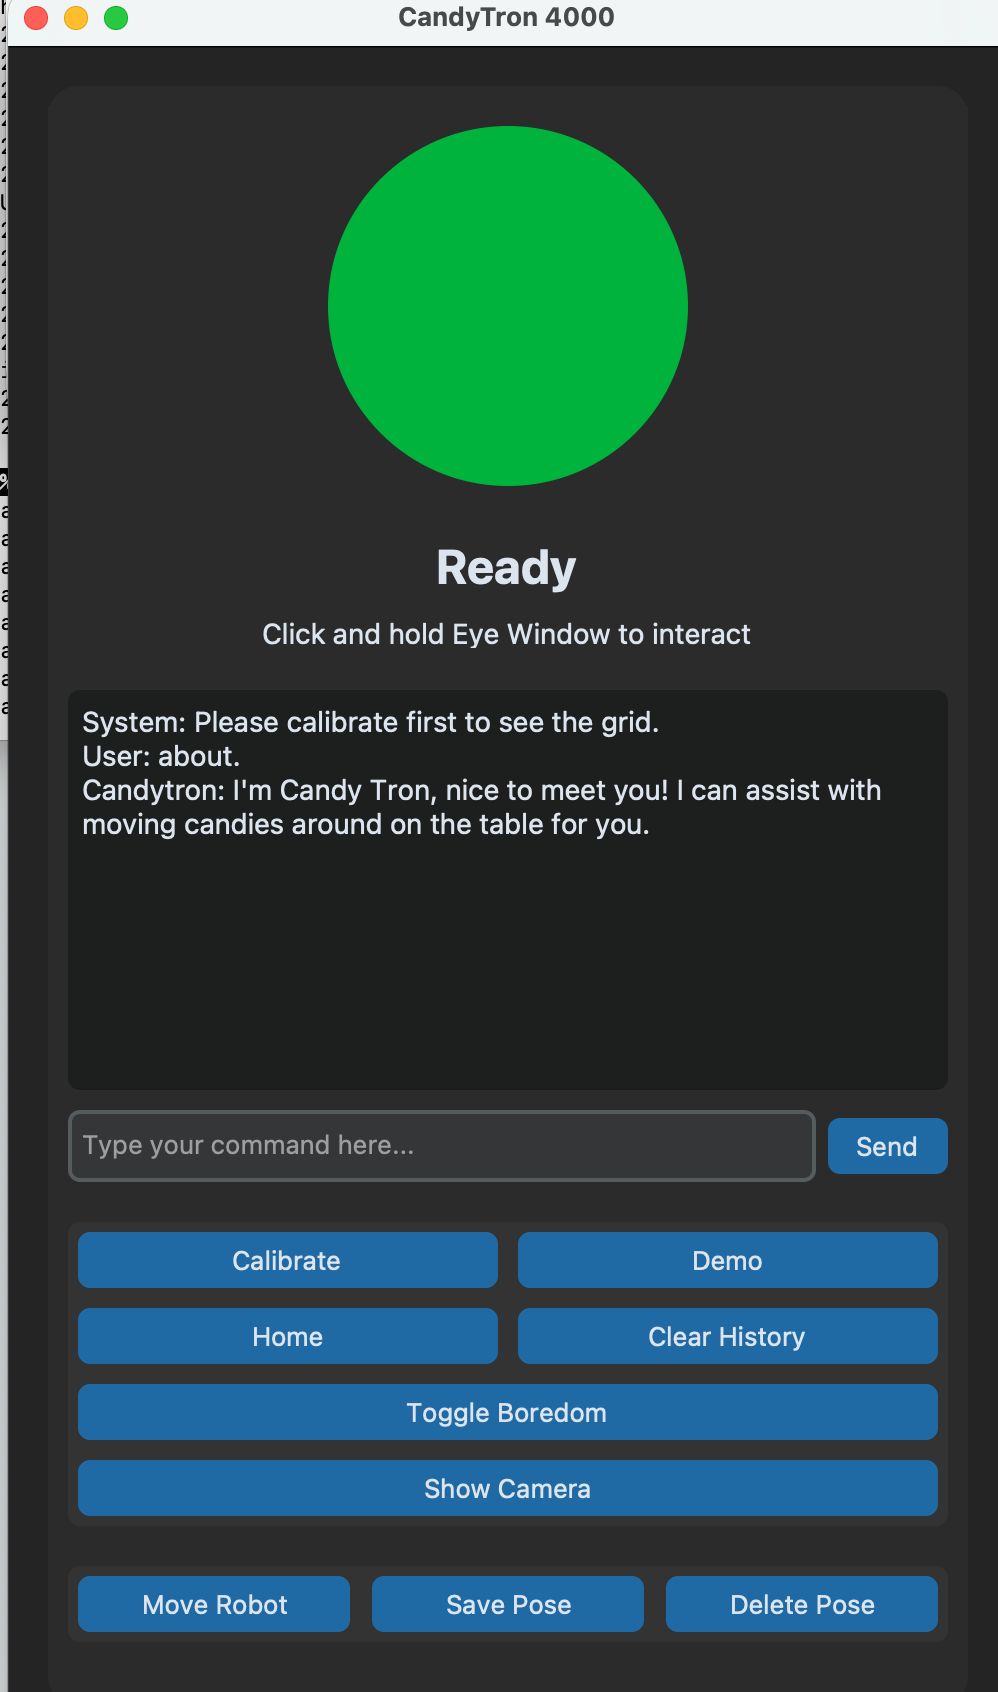 CandyTron 4000
Ready
Click and hold Eye Window to interact
System: Please calibrate first to see the grid.
User: about.
Candytron: I'm Candy Tron, nice to meet you! I can assist with
moving candies around on the table for you.
Type your command here...
Send
Calibrate
Demo
Home
Clear History
Toggle Boredom
Show Camera
Move Robot
Save Pose
Delete Pose